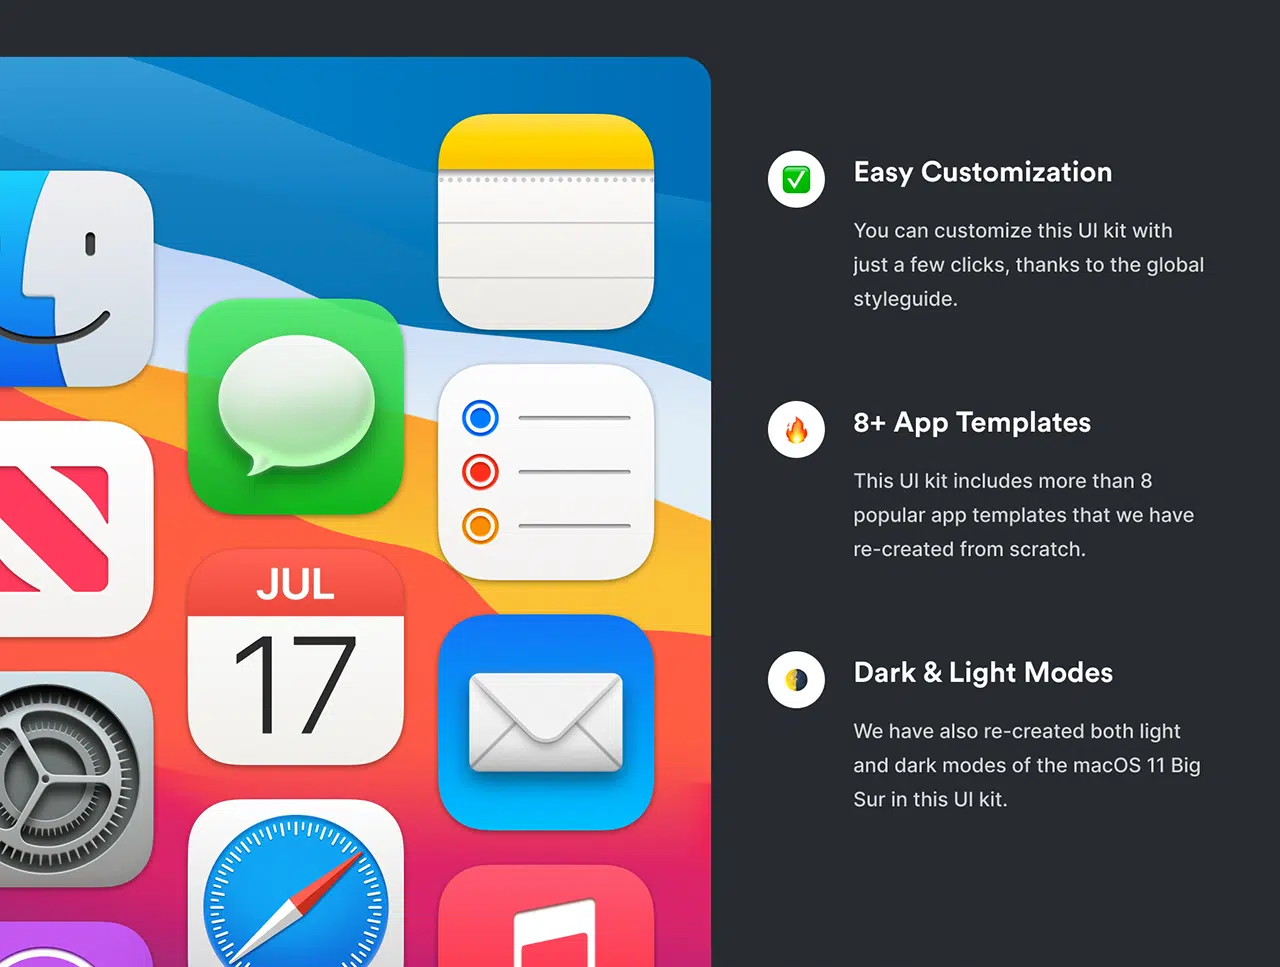 JUL
17
Easy Customization
You can customize this UI kit with
just a few clicks, thanks to the global
styleguide.
8+ App Templates
This UI kit includes more than 8
popular app templates that we have
re-created from scratch.
Dark & Light Modes
We have also re-created both light
and dark modes of the macOS 11 Big
Sur in this UI kit.